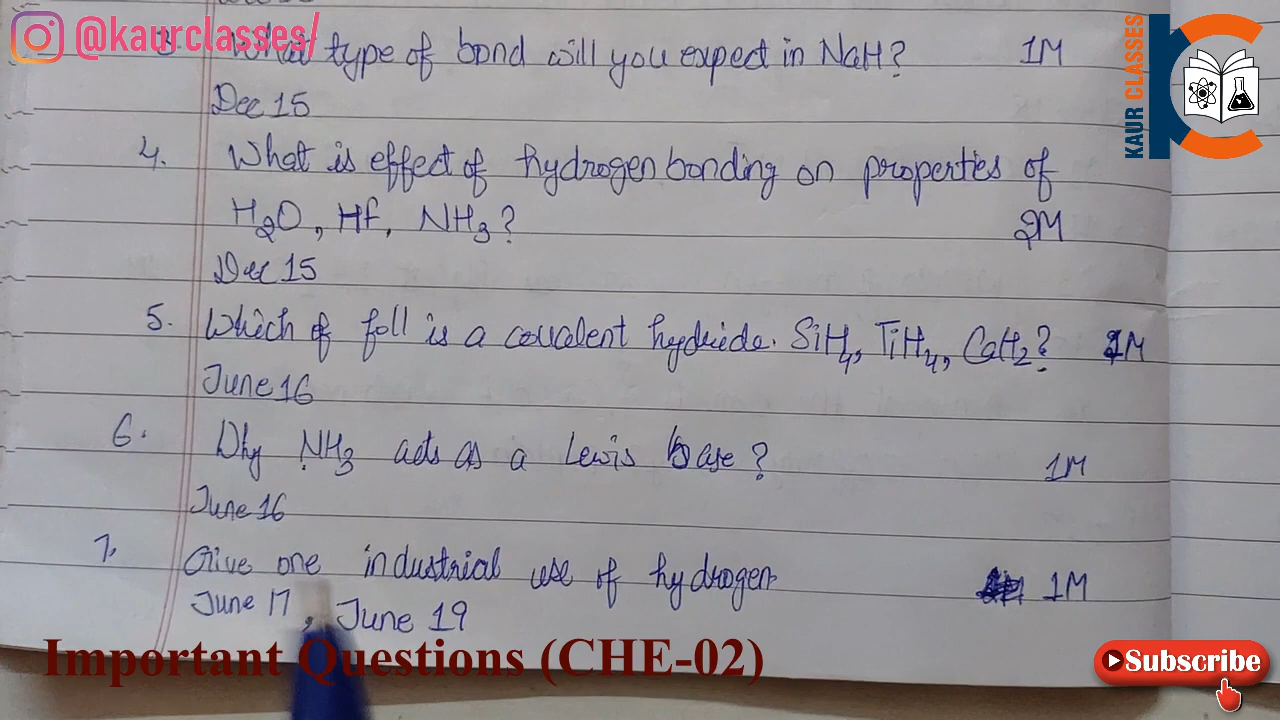 @kaurclasses/
3. What type of bond will you expect in NaH? 1M
Dec 15
4. What is effect of hydrogen bonding on properties of
H2O, Hf, NH3? 2M
Dec 15
5. Which of foll is a covalent hydride. SiH4, TiH4, CaH2? 1M
June 16
6. Why NH3 acts as a Lewis base? 1M
June 16
7. Give one industrial use of hydrogen 1M
June 17, June 19
Important Questions (CHE-02)
KAUR CLASSES
Subscribe